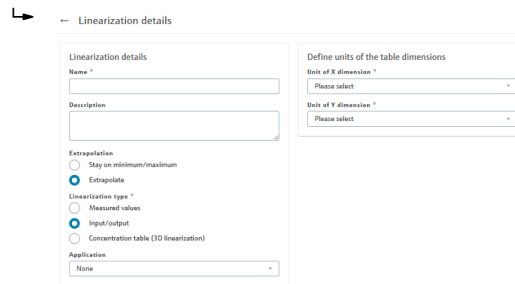 ← Linearization details
Linearization details
Name *
Description
Extrapolation
Stay on minimum/maximum
Extrapolate
Linearization type *
Measured values
Input/output
Concentration table (3D linearization)
Application
None
Define units of the table dimensions
Unit of X dimension *
Please select
Unit of Y dimension *
Please select